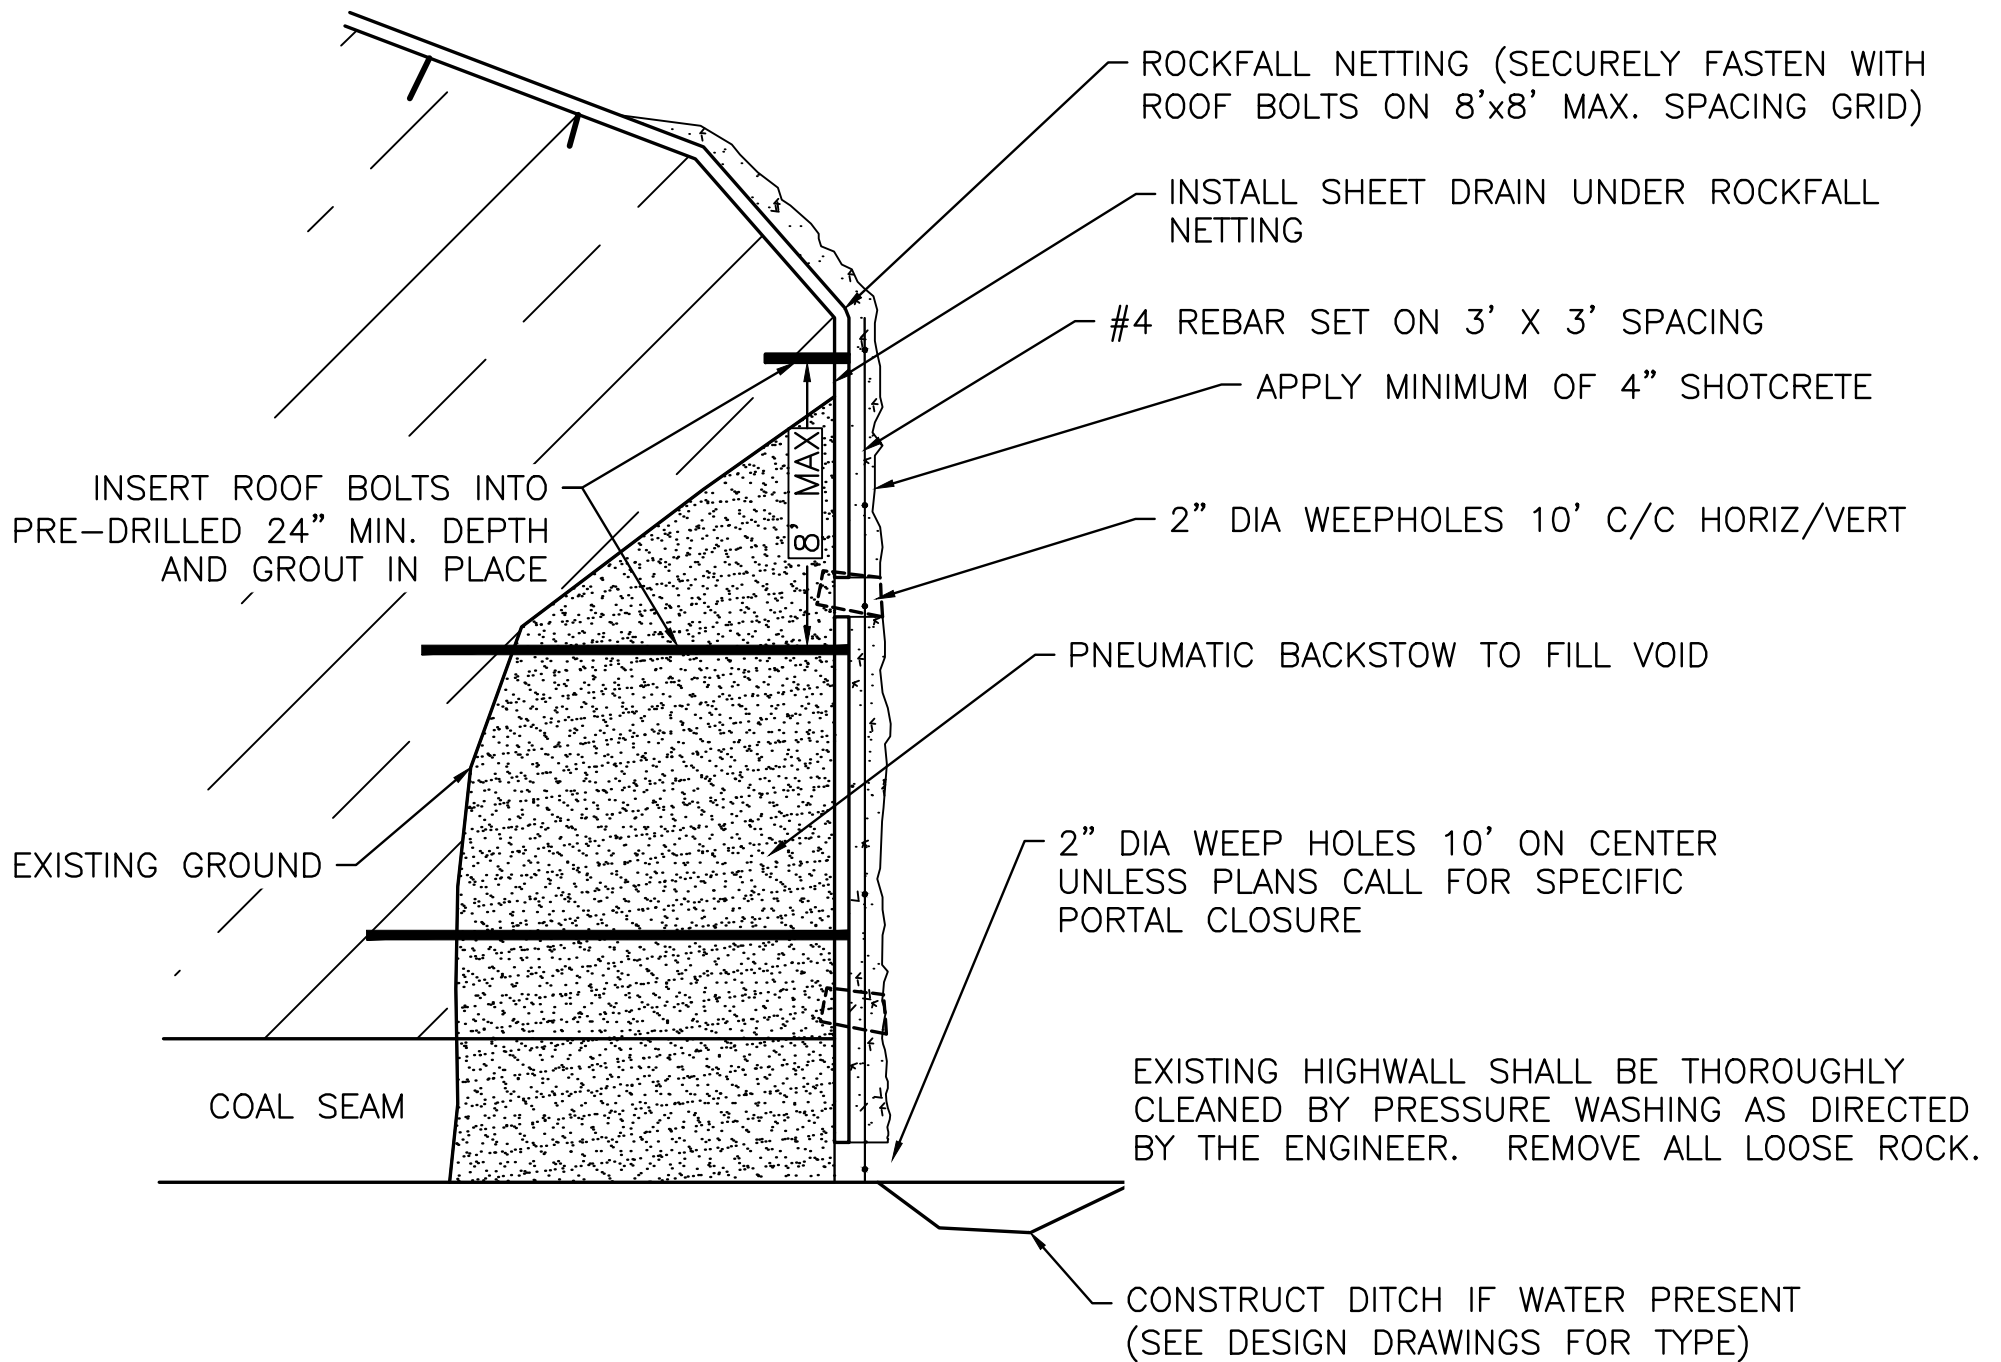 ROCKFALL NETTING (SECURELY FASTEN WITH
ROOF BOLTS ON 8'x8' MAX. SPACING GRID)
INSTALL SHEET DRAIN UNDER ROCKFALL
NETTING
#4 REBAR SET ON 3' X 3' SPACING
APPLY MINIMUM OF 4" SHOTCRETE
8' MAX
INSERT ROOF BOLTS INTO
PRE-DRILLED 24" MIN. DEPTH
AND GROUT IN PLACE
2" DIA WEEPHOLES 10' C/C HORIZ/VERT
PNEUMATIC BACKSTOW TO FILL VOID
EXISTING GROUND
2" DIA WEEP HOLES 10' ON CENTER
UNLESS PLANS CALL FOR SPECIFIC
PORTAL CLOSURE
COAL SEAM
EXISTING HIGHWALL SHALL BE THOROUGHLY
CLEANED BY PRESSURE WASHING AS DIRECTED
BY THE ENGINEER. REMOVE ALL LOOSE ROCK.
CONSTRUCT DITCH IF WATER PRESENT
(SEE DESIGN DRAWINGS FOR TYPE)